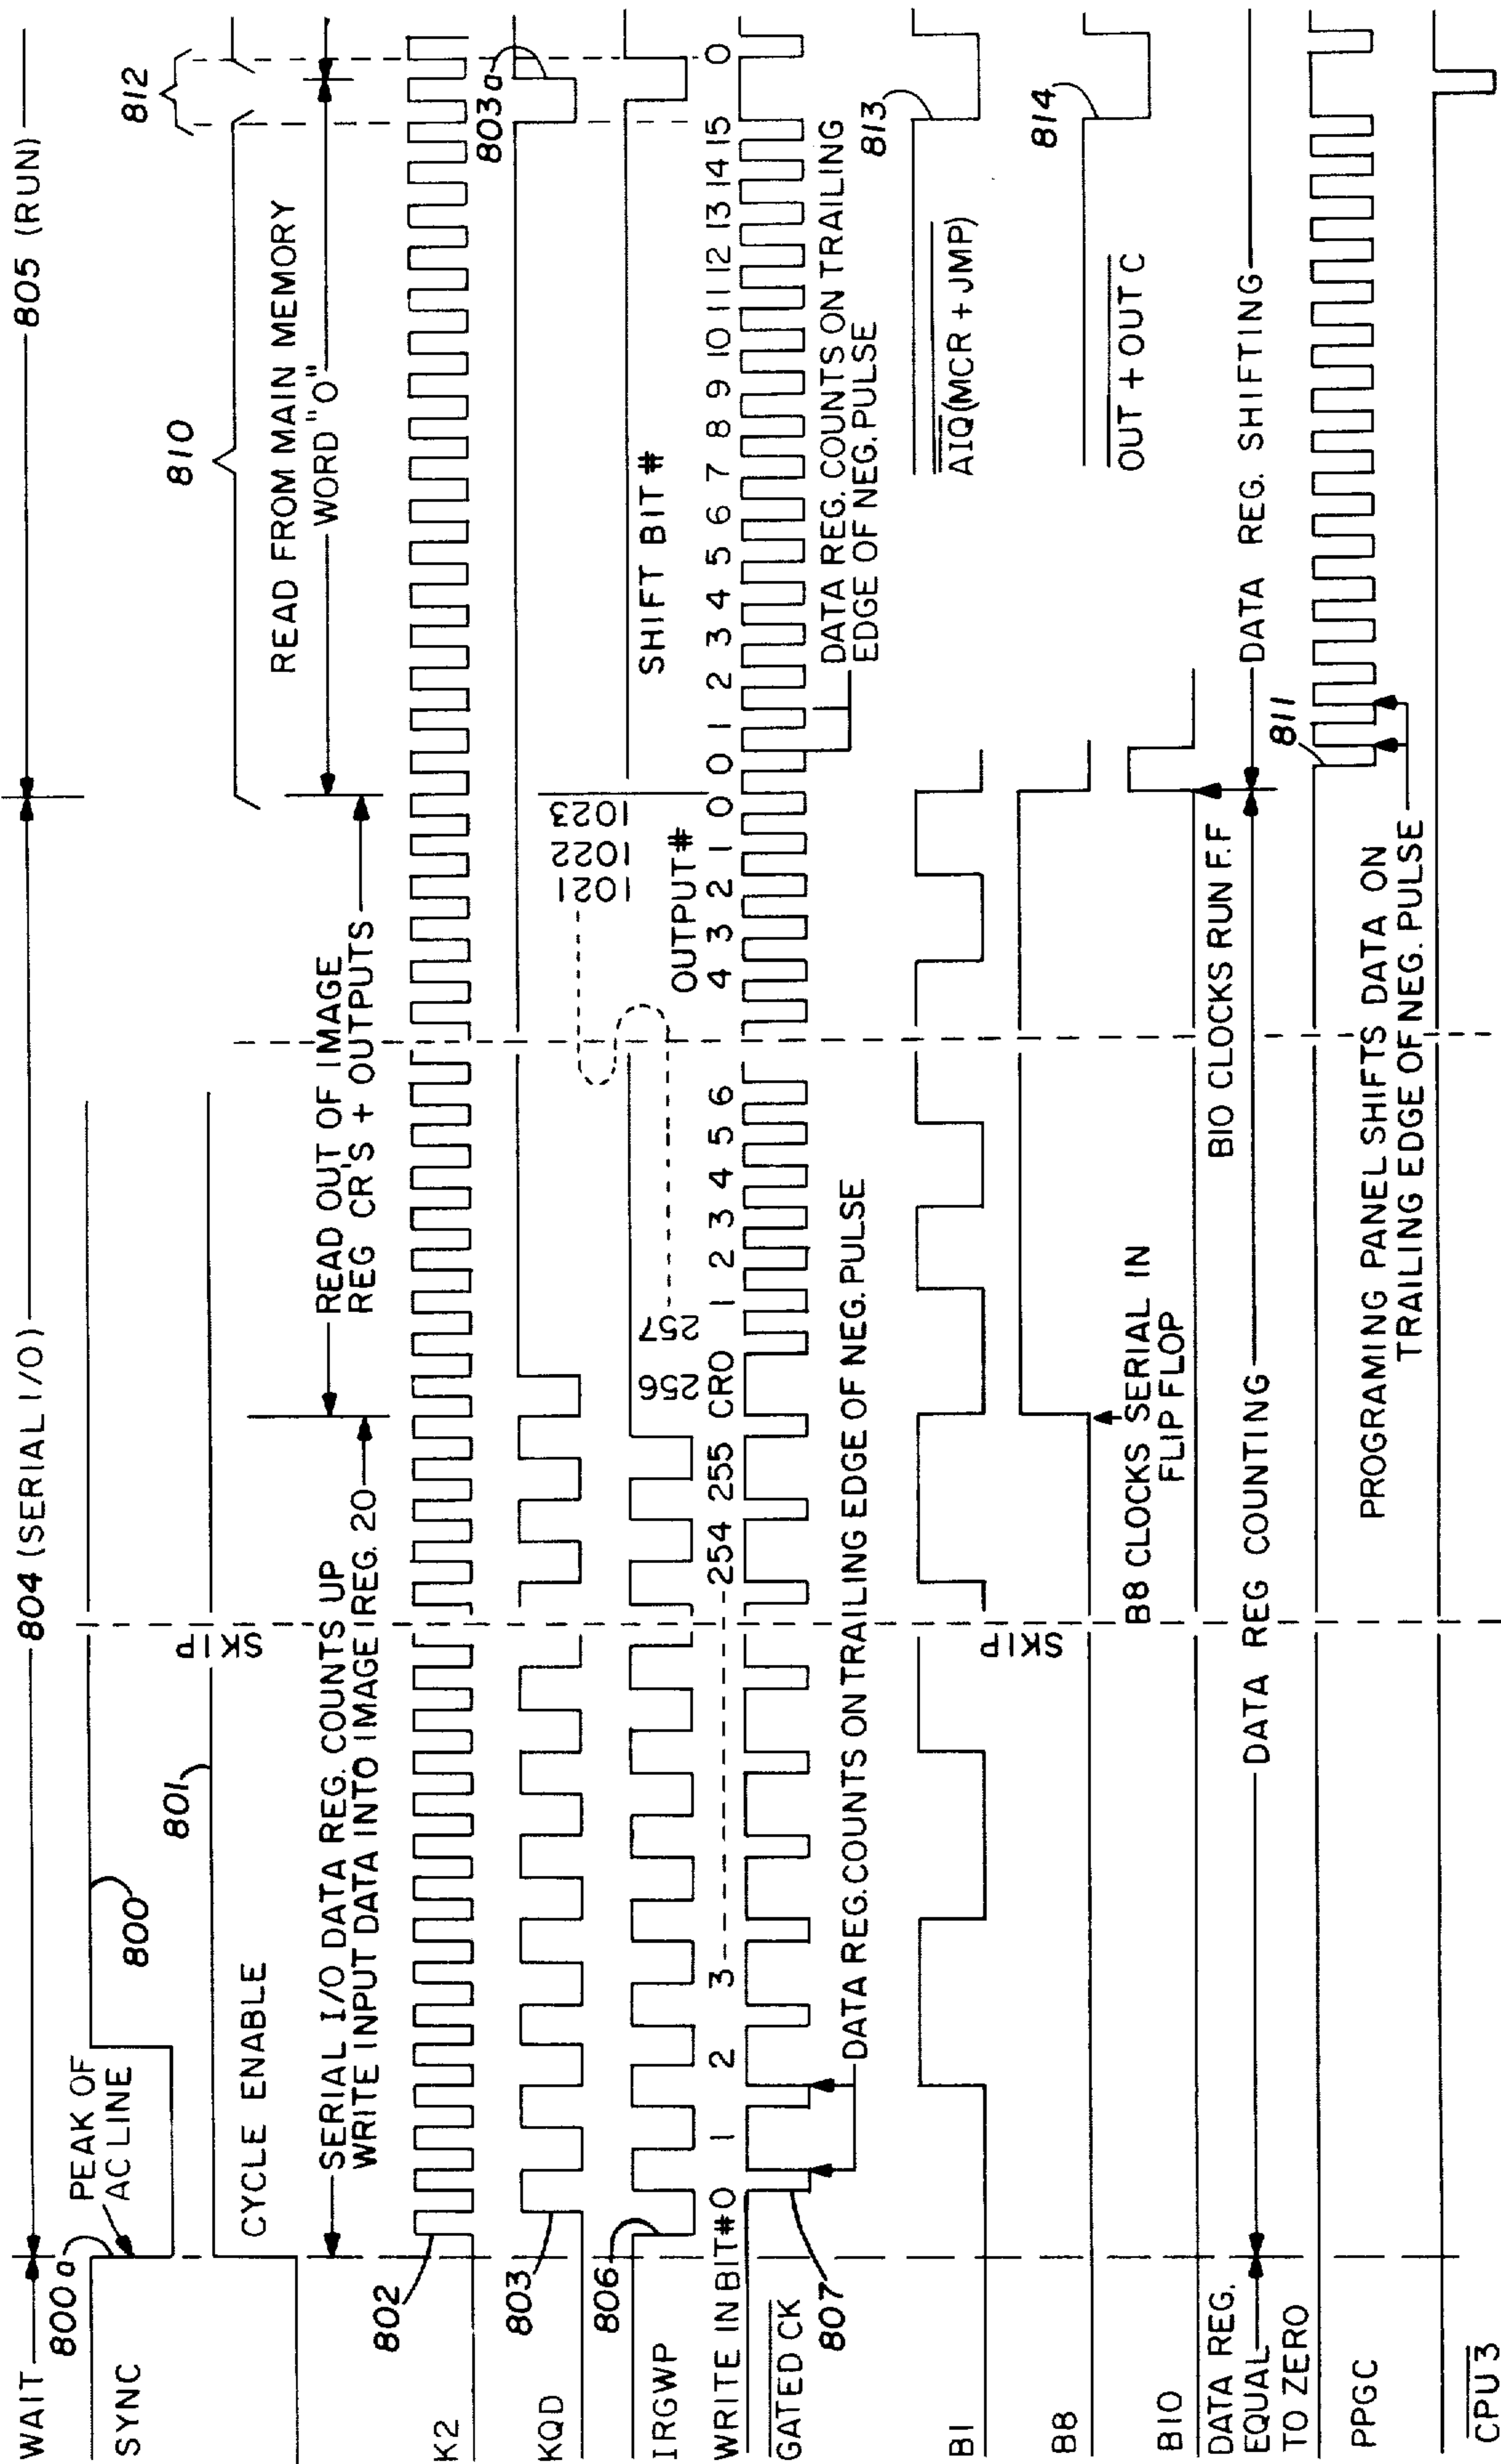 WAIT
804 (SERIAL I/O)
805 (RUN)
800a
PEAK OF
AC LINE
SYNC
800
812
801
SKIP
810
CYCLE ENABLE
READ FROM MAIN MEMORY
WORD "O"
SERIAL I/O DATA REG. COUNTS UP
WRITE INPUT DATA INTO IMAGE IREG. 20
READ OUT OF IMAGE
REG CR'S + OUTPUTS
802
K2
803
803a
KQD
1021
1022
1023
806
IRGWP
256
257
OUTPUT #
SHIFT BIT #
WRITE IN BIT # 0 1 2 3 254 255 CRO 1 2 3 4 5 6 4 3 2 1 0 0 1 2 3 4 5 6 7 8 9 10 11 12 13 14 15 0
GATED CK
807
DATA REG. COUNTS ON TRAILING EDGE OF NEG. PULSE
DATA REG. COUNTS ON TRAILING
EDGE OF NEG. PULSE
813
B1
AIQ(MCR + JMP)
SKIP
814
B8
OUT + OUT C
B8 CLOCKS SERIAL IN
FLIP FLOP
B10
B10 CLOCKS RUN F.F
DATA REG.
EQUAL
TO ZERO
DATA REG COUNTING
DATA REG. SHIFTING
811
PPGC
PROGRAMING PANEL SHIFTS DATA ON
TRAILING EDGE OF NEG. PULSE
CPU 3